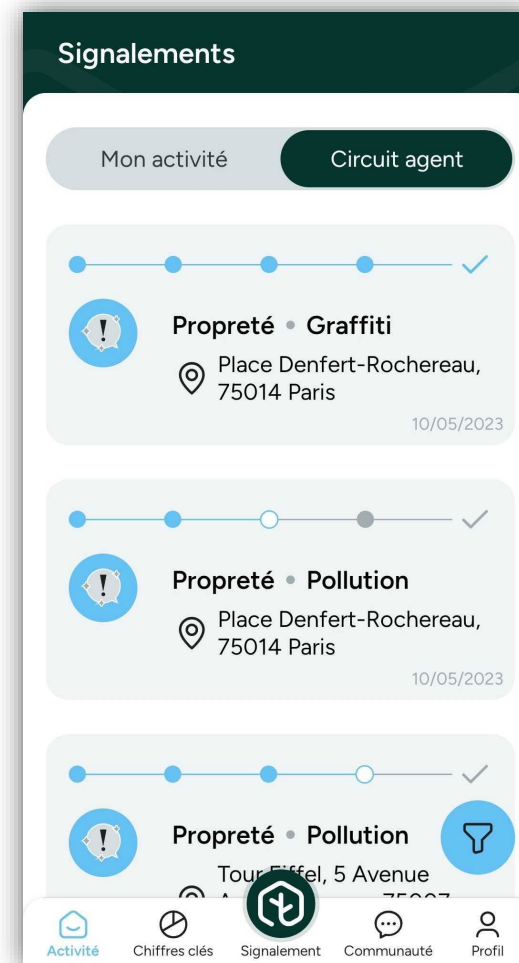 Signalements
Mon activité
Circuit agent
Propreté • Graffiti
Place Denfert-Rochereau,
75014 Paris
10/05/2023
Propreté • Pollution
Place Denfert-Rochereau,
75014 Paris
10/05/2023
Propreté • Pollution
Tour Eiffel, 5 Avenue
Activité
Chiffres clés
Signalement
Communauté
Profil